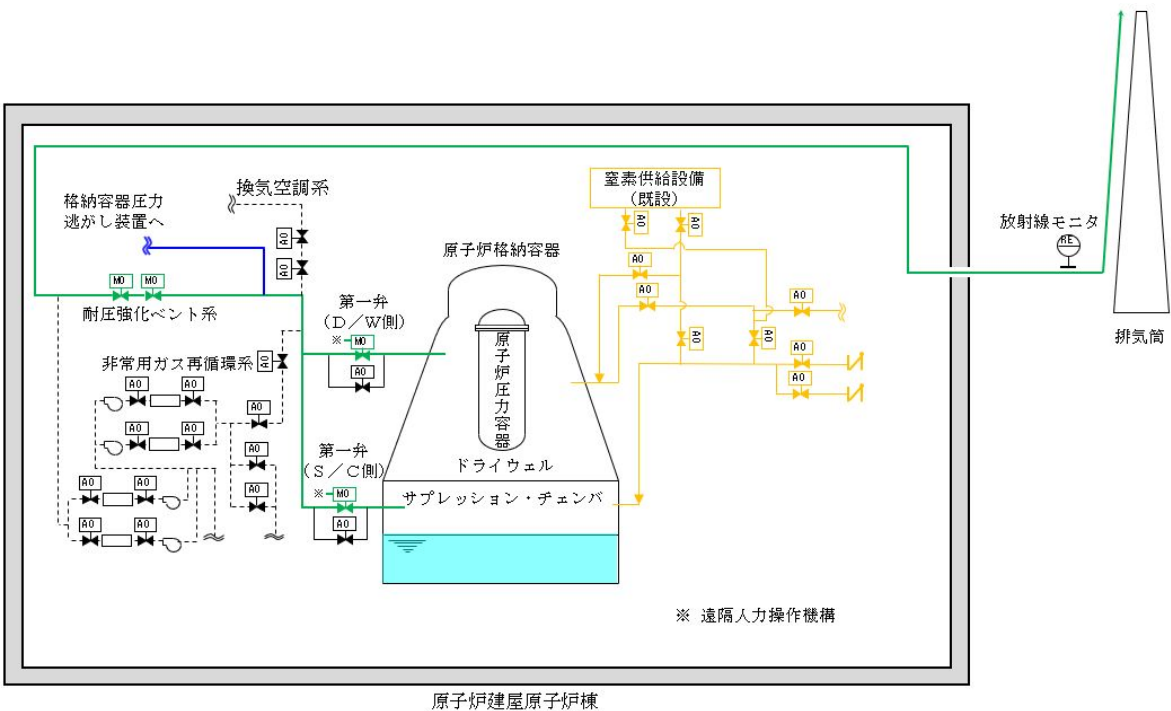 格納容器圧力
逃がし装置へ
換気空調系
AO
AO
原子炉格納容器
窒素供給設備
（既設）
AO
AO
放射線モニタ
RE
排気筒
MO
MO
耐圧強化ベント系
第一弁
（D／W側）
※
MO
AO
AO
AO
AO
AO
AO
AO
AO
非常用ガス再循環系
AO
AO
AO
AO
AO
AO
AO
AO
AO
AO
AO
AO
原子炉圧力容器
ドライウェル
第一弁
（S／C側）
※
MO
AO
サプレッション・チェンバ
※ 遠隔人力操作機構
原子炉建屋原子炉棟